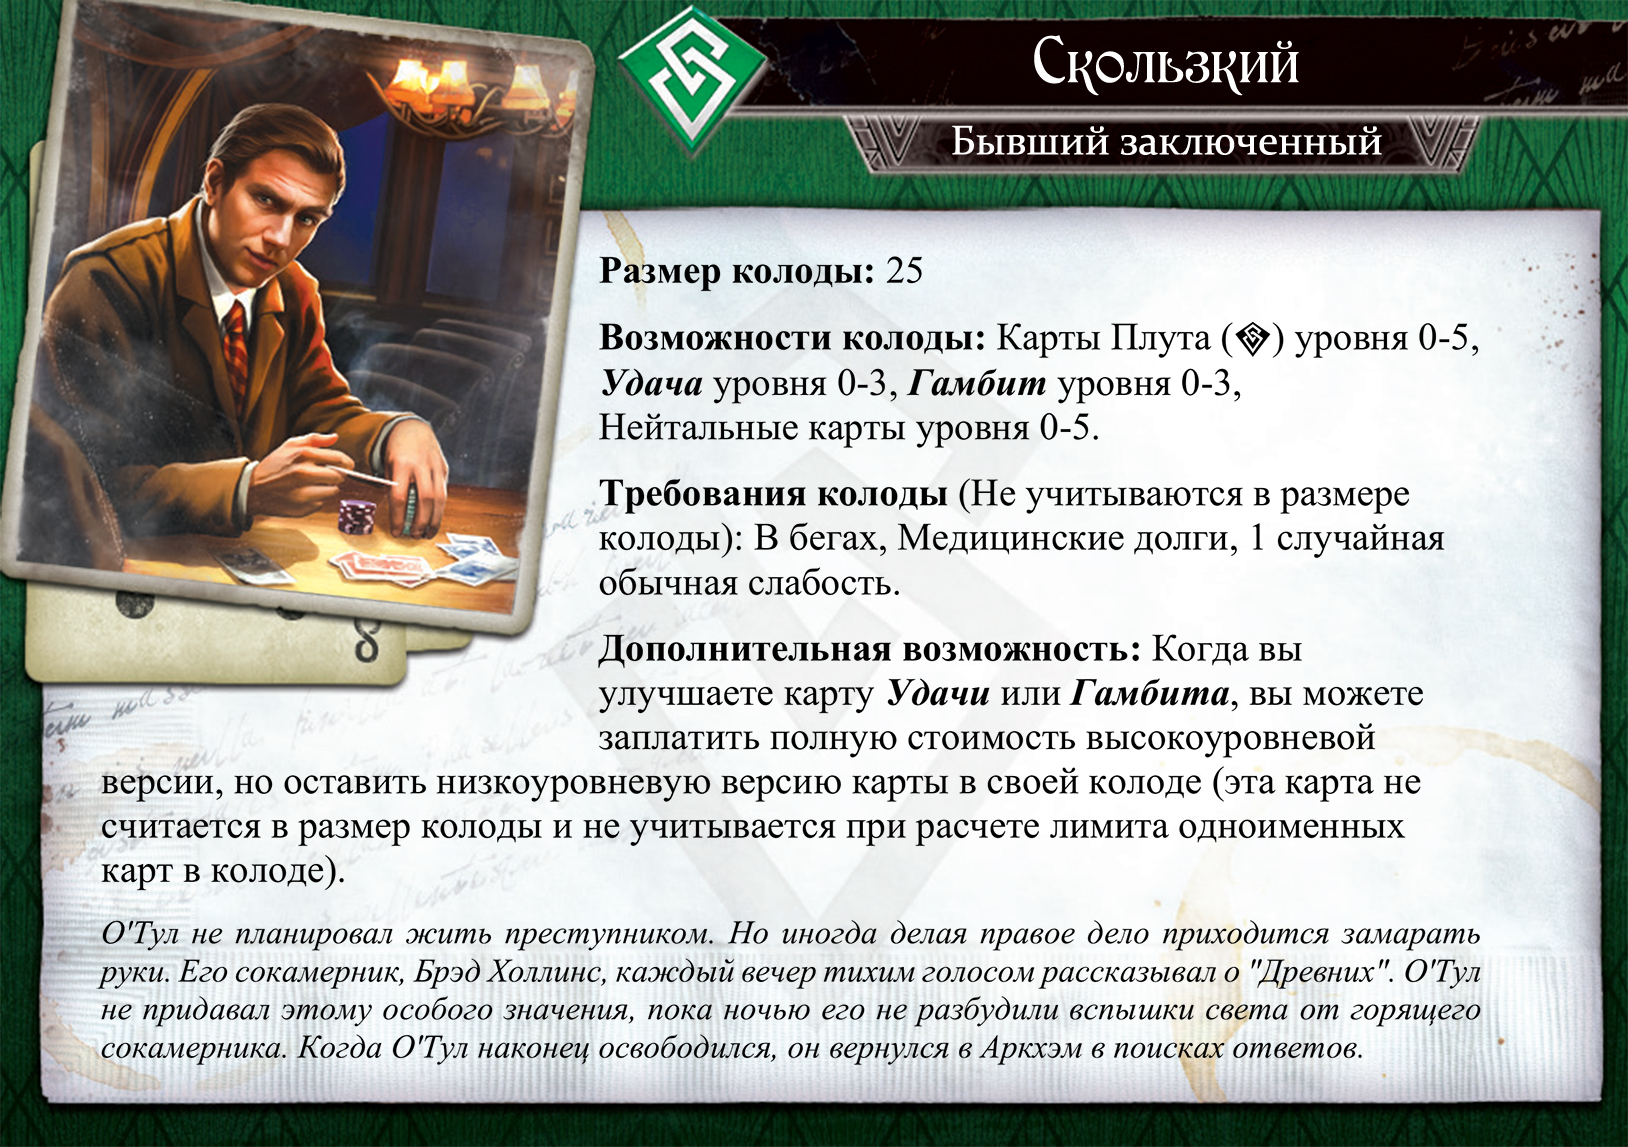 Скользкий
Бывший заключенный
Размер колоды: 25
Возможности колоды: Карты Плута () уровня 0-5,
Удача уровня 0-3, Гамбит уровня 0-3,
Нейтальные карты уровня 0-5.
Требования колоды (Не учитываются в размере
колоды): В бегах, Медицинские долги, 1 случайная
обычная слабость.
Дополнительная возможность: Когда вы
улучшаете карту Удачи или Гамбита, вы можете
заплатить полную стоимость высокоуровневой
версии, но оставить низкоуровневую версию карты в своей колоде (эта карта не
считается в размер колоды и не учитывается при расчете лимита одноименных
карт в колоде).
О'Тул не планировал жить преступником. Но иногда делая правое дело приходится замарать
руки. Его сокамерник, Брэд Холлинс, каждый вечер тихим голосом рассказывал о "Древних". О'Тул
не придавал этому особого значения, пока ночью его не разбудили вспышки света от горящего
сокамерника. Когда О'Тул наконец освободился, он вернулся в Аркхэм в поисках ответов.
8